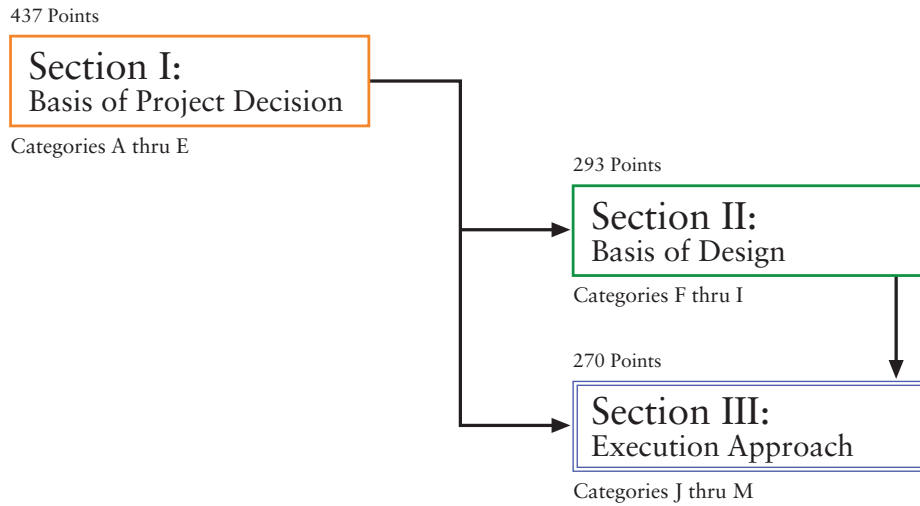 437 Points
Section I:
Basis of Project Decision
Categories A thru E
293 Points
Section II:
Basis of Design
Categories F thru I
270 Points
Section III:
Execution Approach
Categories J thru M